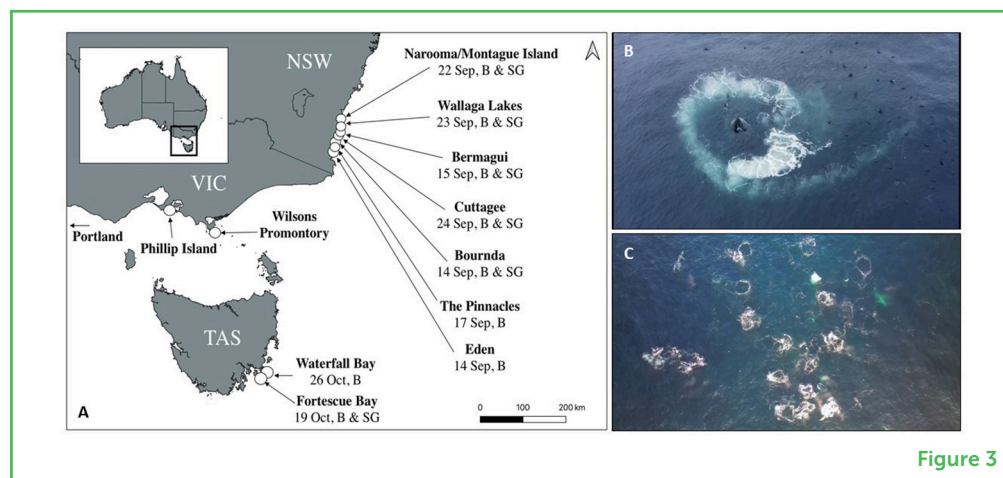 NSW
Narooma/Montague Island
22 Sep, B & SG
Wallaga Lakes
23 Sep, B & SG
Bermagui
15 Sep, B & SG
VIC
Cuttagee
24 Sep, B & SG
Portland
Phillip Island
Wilsons
Promontory
Bournda
14 Sep, B & SG
The Pinnacles
17 Sep, B
Eden
14 Sep, B
TAS
Waterfall Bay
26 Oct, B
Fortescue Bay
19 Oct, B & SG
A
0 100 200 km
B
C
Figure 3